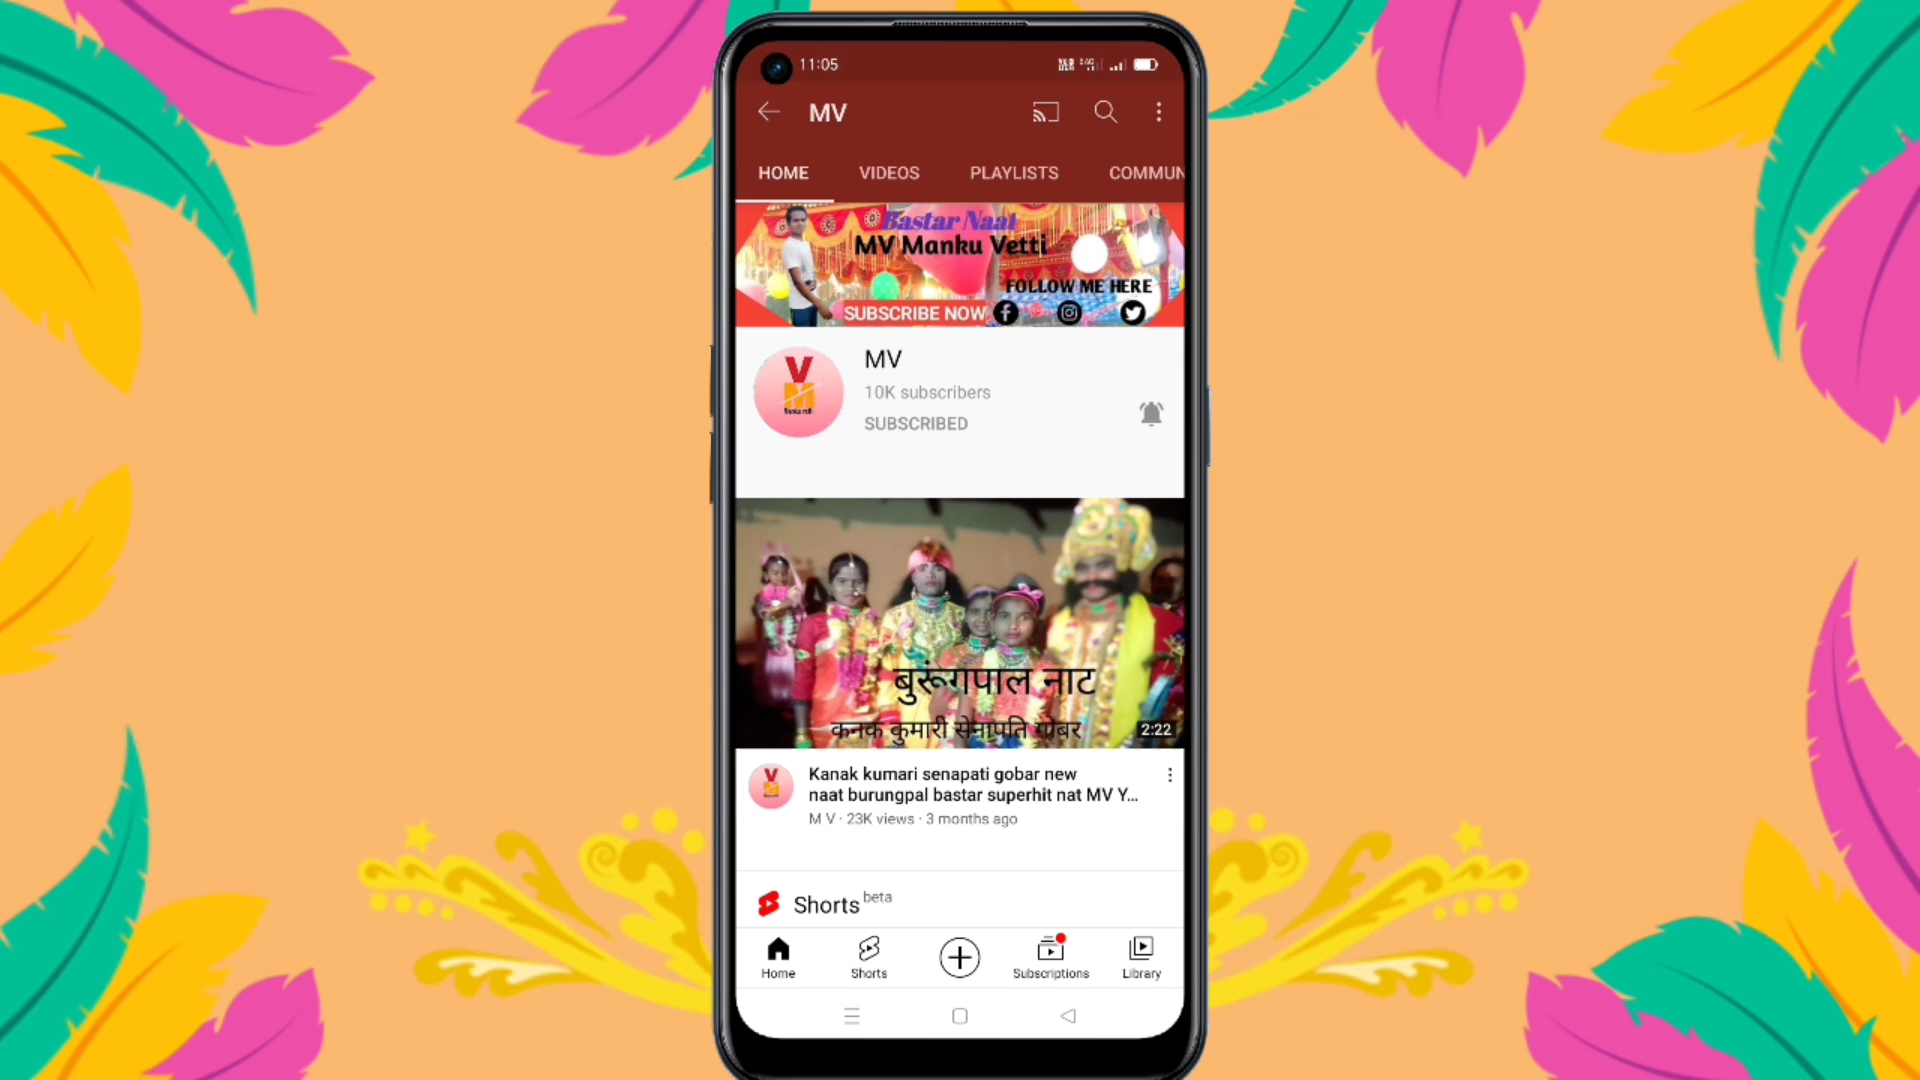 11:05
MV
HOME VIDEOS PLAYLISTS COMMUN
Bastar Naat
MV Manku Vetti
FOLLOW ME HERE
SUBSCRIBE NOW
MV
10K subscribers
SUBSCRIBED
बुरूंगपाल नाट
कनक कुमारी सेनापति गोबर
2:22
Kanak kumari senapati gobar new
naat burungpal bastar superhit nat MV Y...
M V · 23K views · 3 months ago
Shorts beta
Home Shorts Subscriptions Library